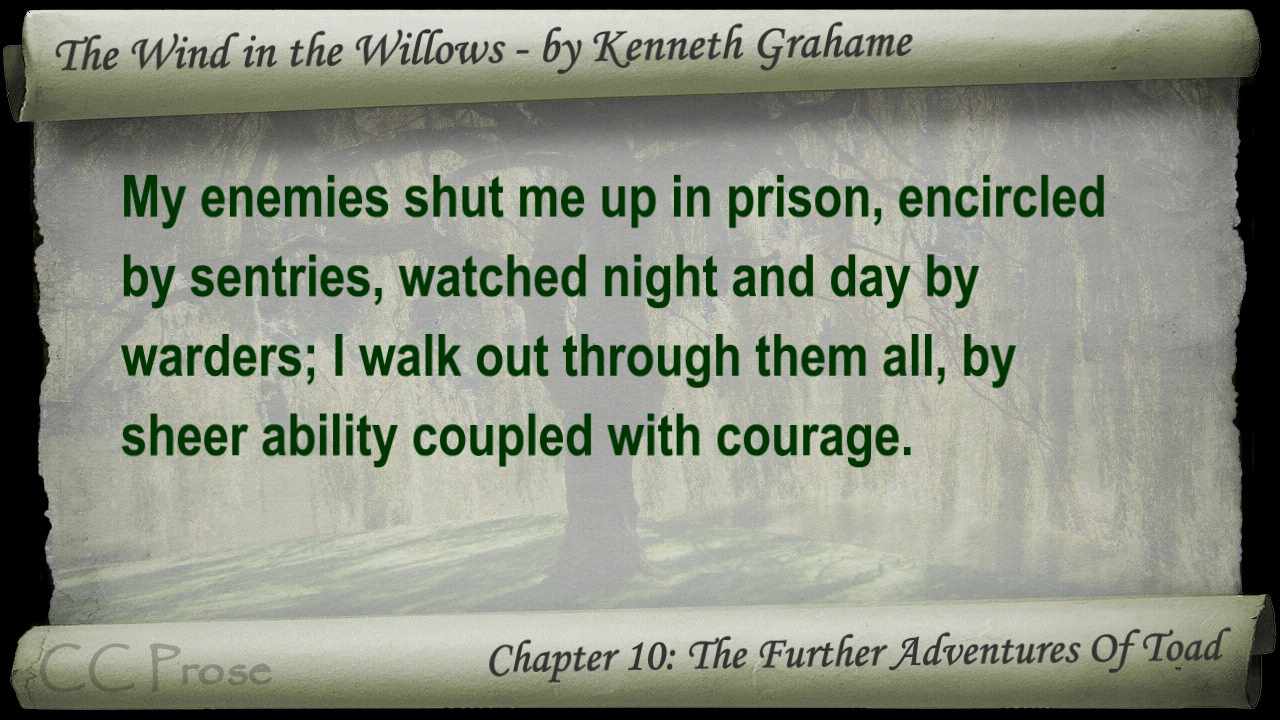 The Wind in the Willows - by Kenneth Grahame
My enemies shut me up in prison, encircled
by sentries, watched night and day by
warders; I walk out through them all, by
sheer ability coupled with courage.
CC Prose
Chapter 10: The Further Adventures Of Toad